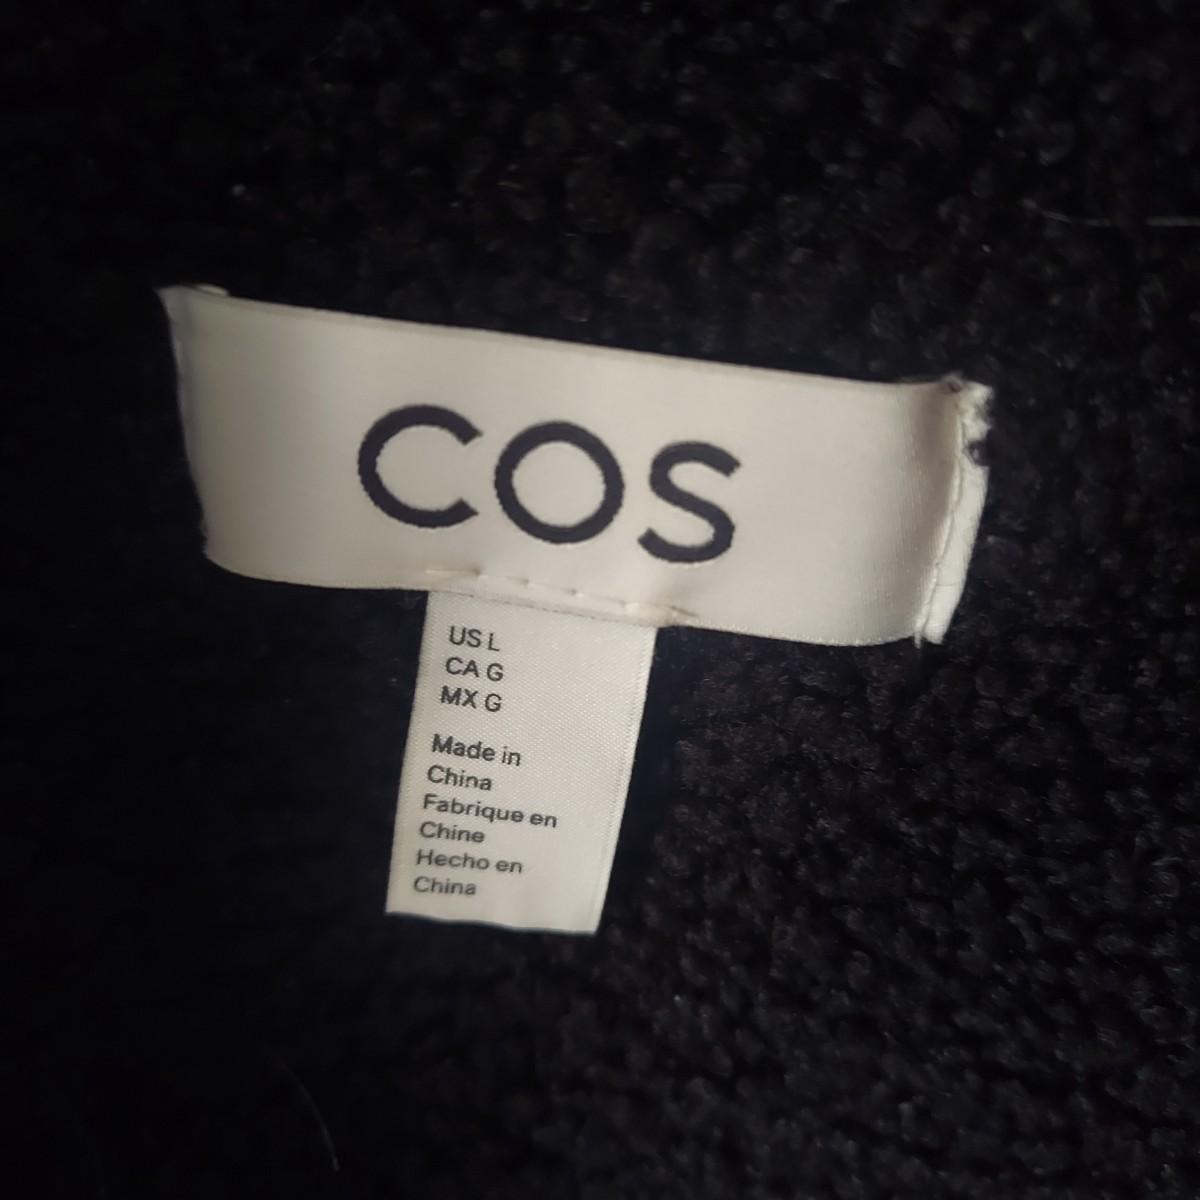 COS
US L
CA G
MX G
Made in
China
Fabrique en
Chine
Hecho en
China